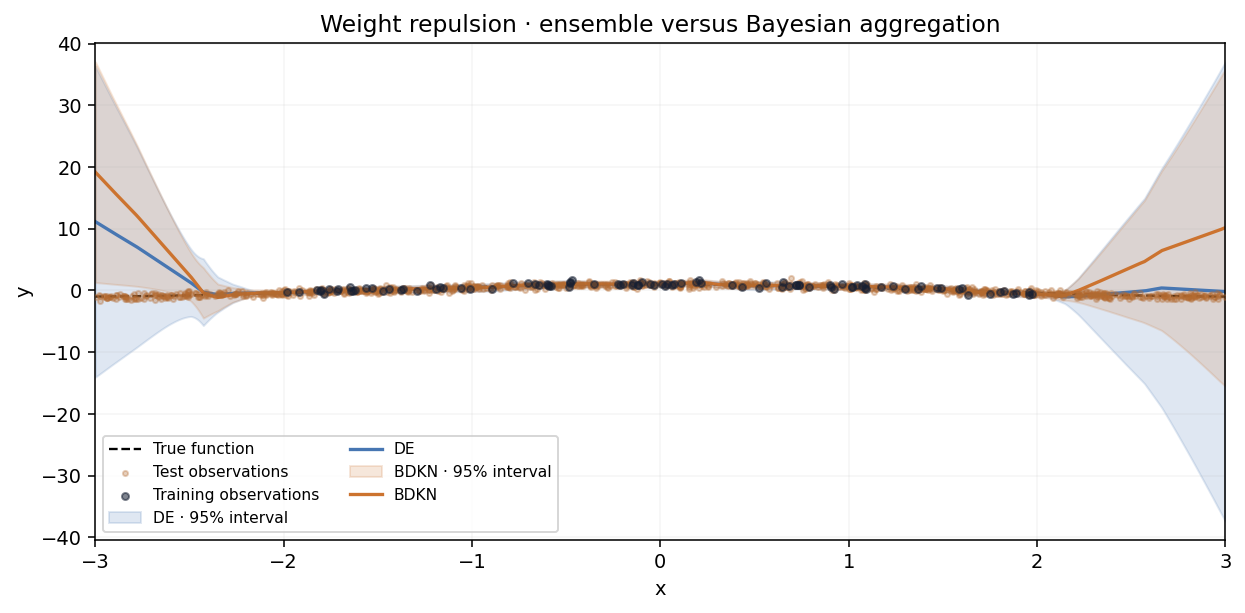 Weight repulsion · ensemble versus Bayesian aggregation
40
30
20
10
0
−10
−20
−30
−40
y
True function
Test observations
Training observations
DE · 95% interval
DE
BDKN · 95% interval
BDKN
−3
−2
−1
0
1
2
3
x